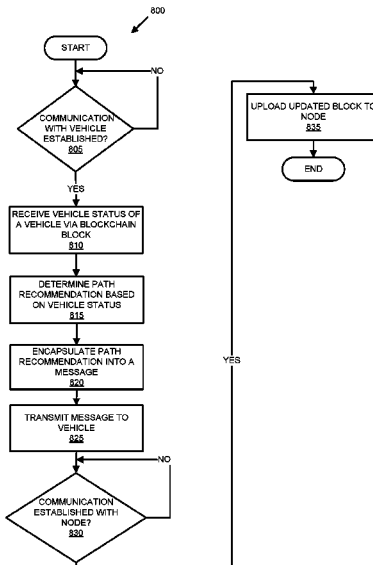 800
START
NO
COMMUNICATION
WITH VEHICLE
ESTABLISHED?
805
YES
RECEIVE VEHICLE STATUS OF
A VEHICLE VIA BLOCKCHAIN
BLOCK
810
DETERMINE PATH
RECOMMENDATION BASED
ON VEHICLE STATUS
815
ENCAPSULATE PATH
RECOMMENDATION INTO A
MESSAGE
820
TRANSMIT MESSAGE TO
VEHICLE
825
NO
COMMUNICATION
ESTABLISHED WITH
NODE?
830
YES
UPLOAD UPDATED BLOCK TO
NODE
835
END